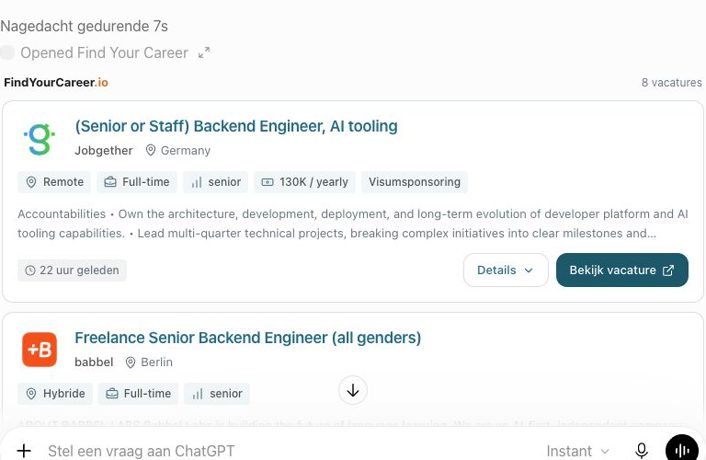 Nagedacht gedurende 7s
Opened Find Your Career
FindYourCareer.io 8 vacatures
(Senior or Staff) Backend Engineer, AI tooling
Jobgether Germany
Remote Full-time senior 130K / yearly Visumsponsoring
Accountabilities • Own the architecture, development, deployment, and long-term evolution of developer platform and AI
tooling capabilities. • Lead multi-quarter technical projects, breaking complex initiatives into clear milestones and...
22 uur geleden Details Bekijk vacature
+B Freelance Senior Backend Engineer (all genders)
babbel Berlin
Hybride Full-time senior
Stel een vraag aan ChatGPT Instant